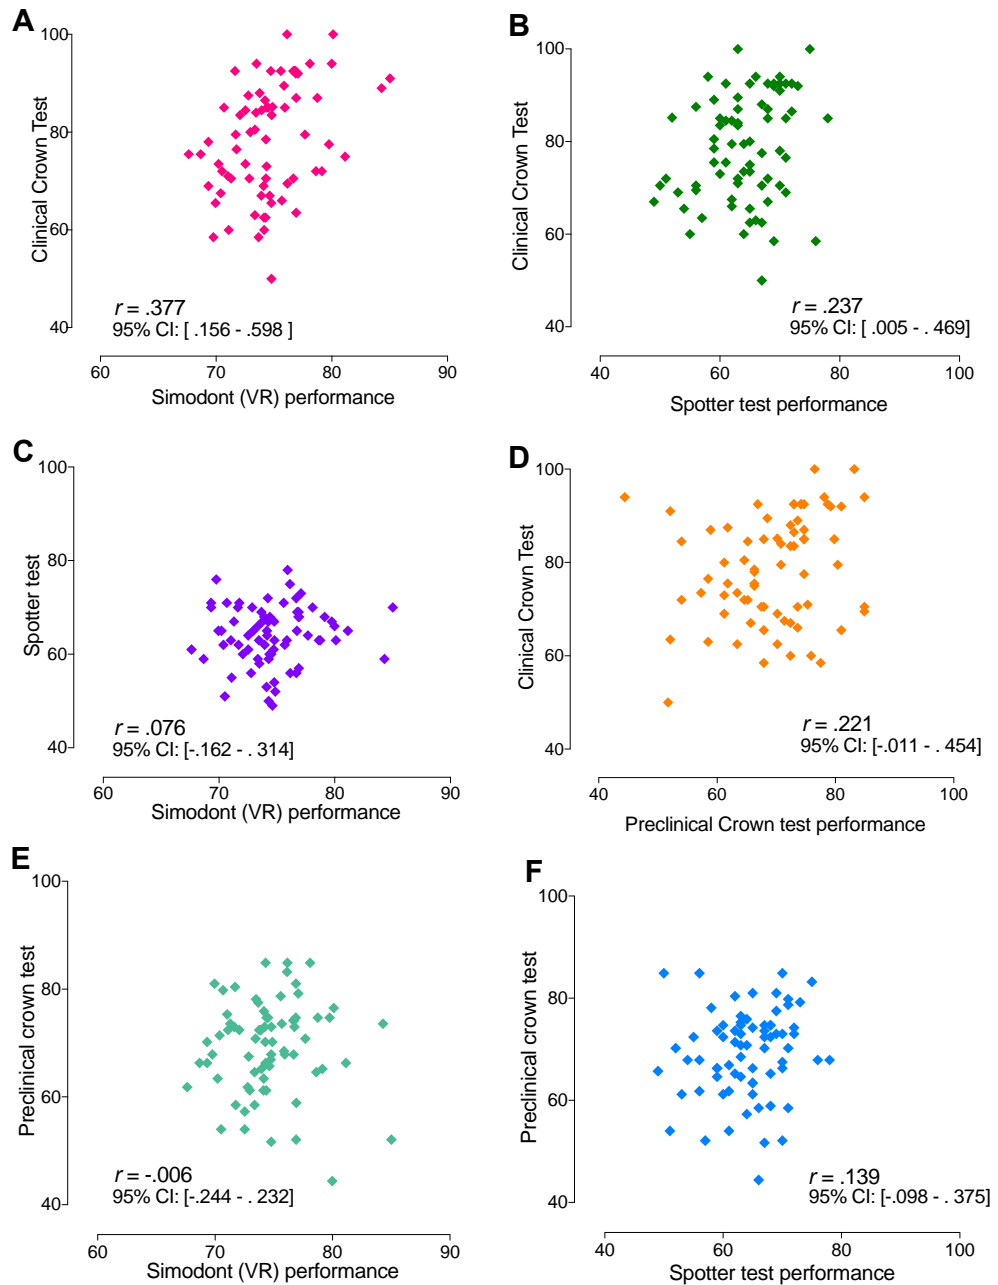 A
100
80
60
40
Clinical Crown Test
r = .377
95% CI: [ .156 - .598 ]
60 70 80 90
Simodont (VR) performance
B
100
80
60
40
Clinical Crown Test
r = .237
95% CI: [ .005 - . 469]
40 60 80 100
Spotter test performance
C
100
80
60
40
Spotter test
r = .076
95% CI: [-.162 - . 314]
60 70 80 90
Simodont (VR) performance
D
100
80
60
40
Clinical Crown Test
r = .221
95% CI: [-.011 - . 454]
40 60 80 100
Preclinical Crown test performance
E
100
80
60
40
Preclinical crown test
r = -.006
95% CI: [-.244 - . 232]
60 70 80 90
Simodont (VR) performance
F
100
80
60
40
Preclinical crown test
r = .139
95% CI: [-.098 - . 375]
40 60 80 100
Spotter test performance